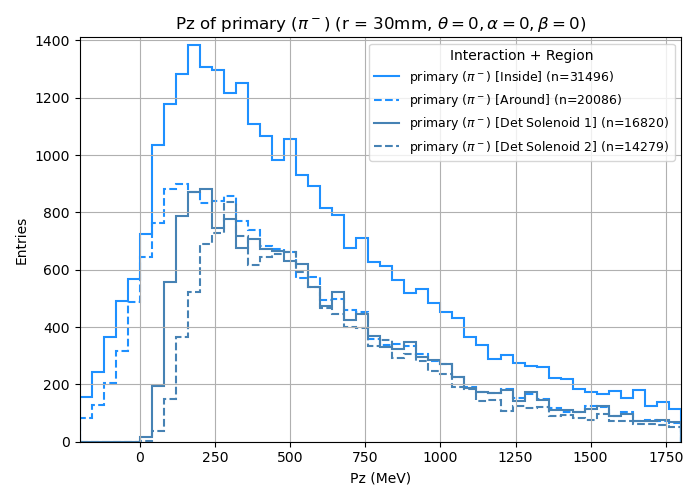 Pz of primary (π⁻) (r = 30mm, θ = 0, α = 0, β = 0)
Interaction + Region
primary (π⁻) [Inside] (n=31496)
primary (π⁻) [Around] (n=20086)
primary (π⁻) [Det Solenoid 1] (n=16820)
primary (π⁻) [Det Solenoid 2] (n=14279)
Entries
1400
1200
1000
800
600
400
200
0
0 250 500 750 1000 1250 1500 1750
Pz (MeV)